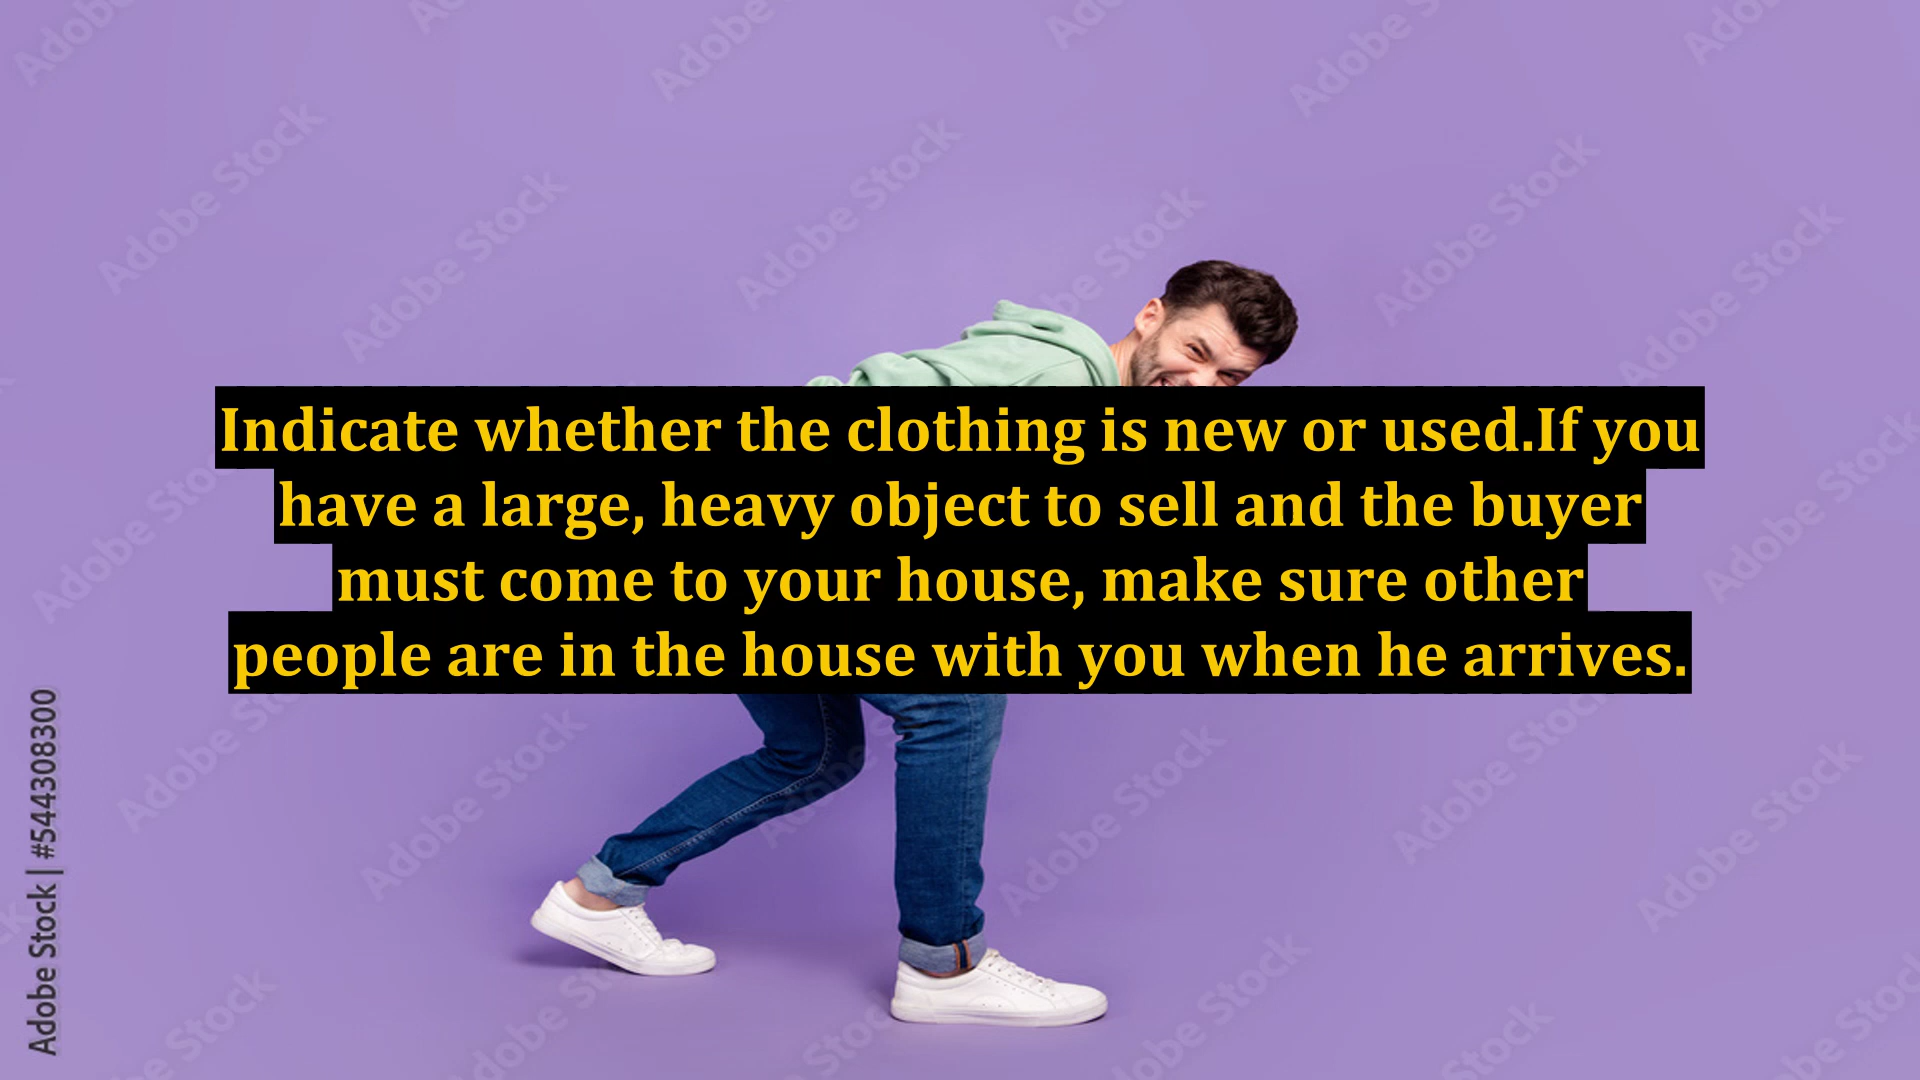 Indicate whether the clothing is new or used.If you
have a large, heavy object to sell and the buyer
must come to your house, make sure other
people are in the house with you when he arrives.
Adobe Stock | #544308300
Adobe Stock